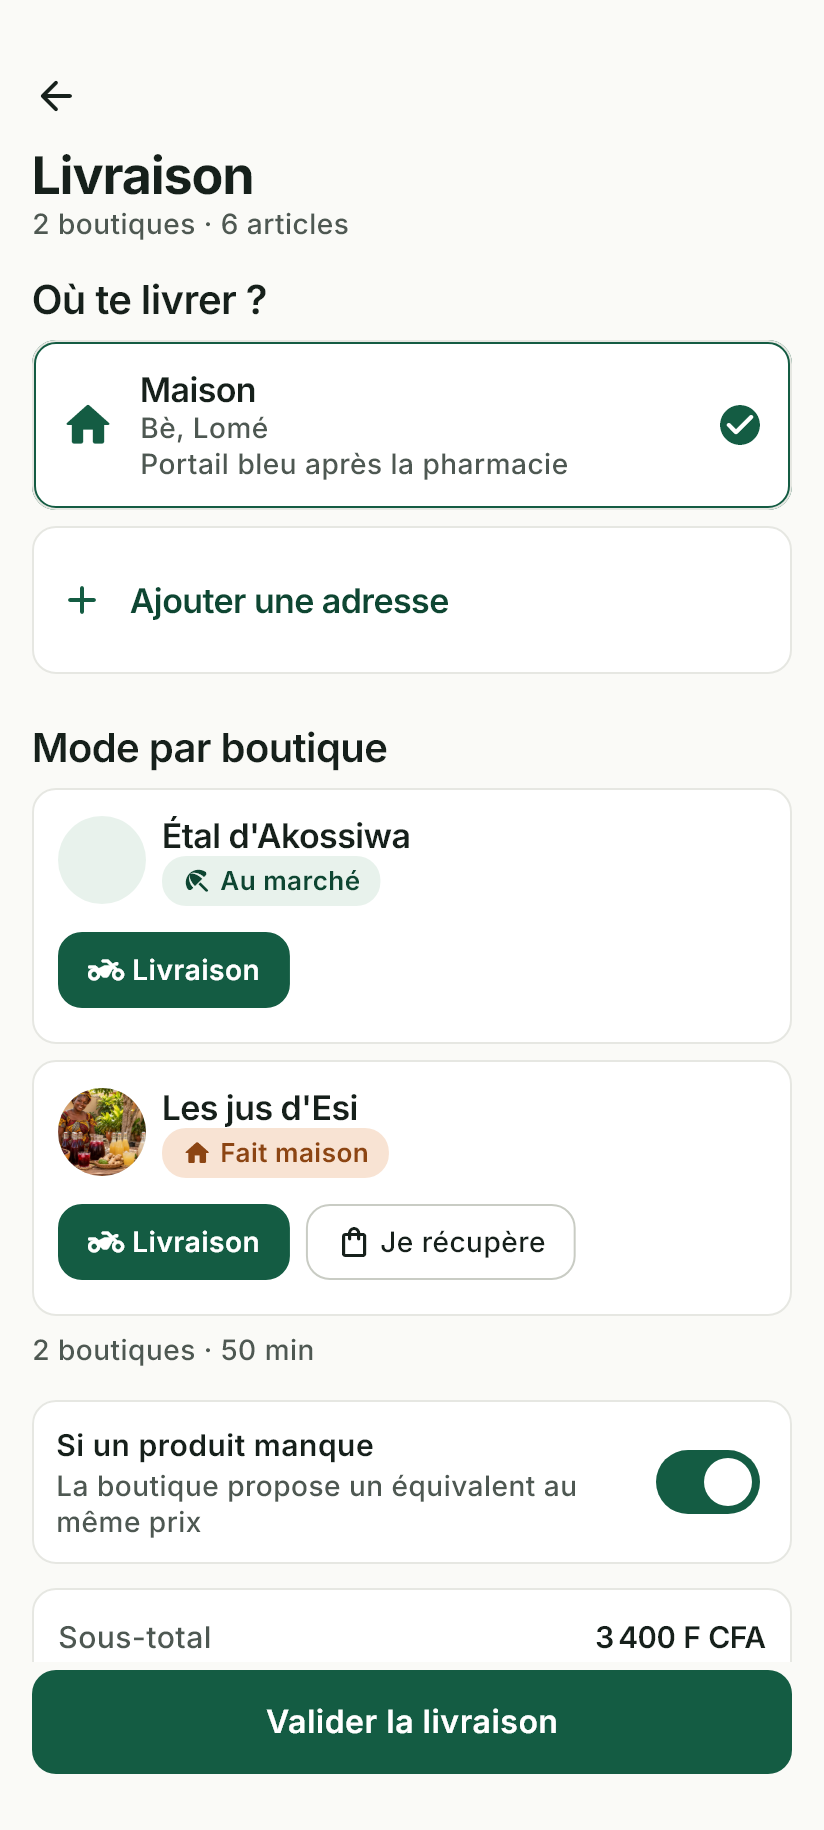 Livraison
2 boutiques · 6 articles
Où te livrer ?
Maison
Bè, Lomé
Portail bleu après la pharmacie
Ajouter une adresse
Mode par boutique
Étal d'Akossiwa
Au marché
Livraison
Les jus d'Esi
Fait maison
Livraison
Je récupère
2 boutiques · 50 min
Si un produit manque
La boutique propose un équivalent au
même prix
Sous-total
3 400 F CFA
Valider la livraison